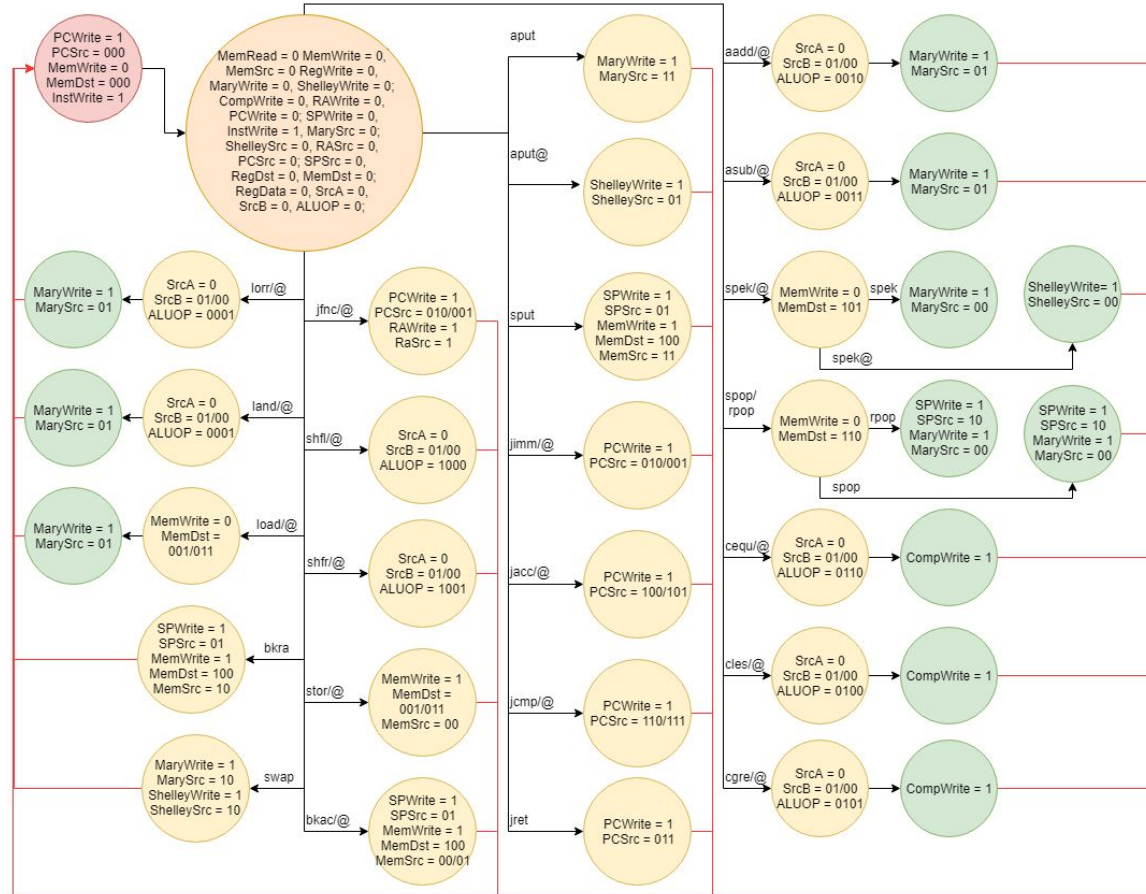 PCWrite = 1
PCSrc = 000
MemWrite = 0
MemDst = 000
InstWrite = 1
MemRead = 0 MemWrite = 0,
MemSrc = 0 RegWrite = 0,
MaryWrite = 0, ShelleyWrite = 0;
CompWrite = 0, RAWrite = 0,
PCWrite = 0; SPWrite = 0,
InstWrite = 1, MarySrc = 0;
ShelleySrc = 0, RASrc = 0,
PCSrc = 0; SPSrc = 0,
RegDst = 0, MemDst = 0;
RegData = 0, SrcA = 0,
SrcB = 0, ALUOP = 0;
MaryWrite = 1
MarySrc = 01
SrcA = 0
SrcB = 01/00
ALUOP = 0001
lorr/@
MaryWrite = 1
MarySrc = 01
SrcA = 0
SrcB = 01/00
ALUOP = 0001
land/@
MaryWrite = 1
MarySrc = 01
MemWrite = 0
MemDst =
001/011
load/@
SPWrite = 1
SPSrc = 01
MemWrite = 1
MemDst = 100
MemSrc = 10
bkra
MaryWrite = 1
MarySrc = 10
ShelleyWrite = 1
ShelleySrc = 10
swap
jfnc/@
PCWrite = 1
PCSrc = 010/001
RAWrite = 1
RaSrc = 1
shfl/@
SrcA = 0
SrcB = 01/00
ALUOP = 1000
shfr/@
SrcA = 0
SrcB = 01/00
ALUOP = 1001
stor/@
MemWrite = 1
MemDst =
001/011
MemSrc = 00
bkac/@
SPWrite = 1
SPSrc = 01
MemWrite = 1
MemDst = 100
MemSrc = 00/01
aput
MaryWrite = 1
MarySrc = 11
aput@
ShelleyWrite = 1
ShelleySrc = 01
sput
SPWrite = 1
SPSrc = 01
MemWrite = 1
MemDst = 100
MemSrc = 11
jimm/@
PCWrite = 1
PCSrc = 010/001
jacc/@
PCWrite = 1
PCSrc = 100/101
jcmp/@
PCWrite = 1
PCSrc = 110/111
jret
PCWrite = 1
PCSrc = 011
aadd/@
SrcA = 0
SrcB = 01/00
ALUOP = 0010
MaryWrite = 1
MarySrc = 01
asub/@
SrcA = 0
SrcB = 01/00
ALUOP = 0011
MaryWrite = 1
MarySrc = 01
spek/@
MemWrite = 0
MemDst = 101
spek
MaryWrite = 1
MarySrc = 00
ShelleyWrite= 1
ShelleySrc = 00
spek@
spop/
rpop
MemWrite = 0
MemDst = 110
rpop
SPWrite = 1
SPSrc = 10
MaryWrite = 1
MarySrc = 00
SPWrite = 1
SPSrc = 10
MaryWrite = 1
MarySrc = 00
spop
cequ/@
SrcA = 0
SrcB = 01/00
ALUOP = 0110
CompWrite = 1
cles/@
SrcA = 0
SrcB = 01/00
ALUOP = 0100
CompWrite = 1
cgre/@
SrcA = 0
SrcB = 01/00
ALUOP = 0101
CompWrite = 1